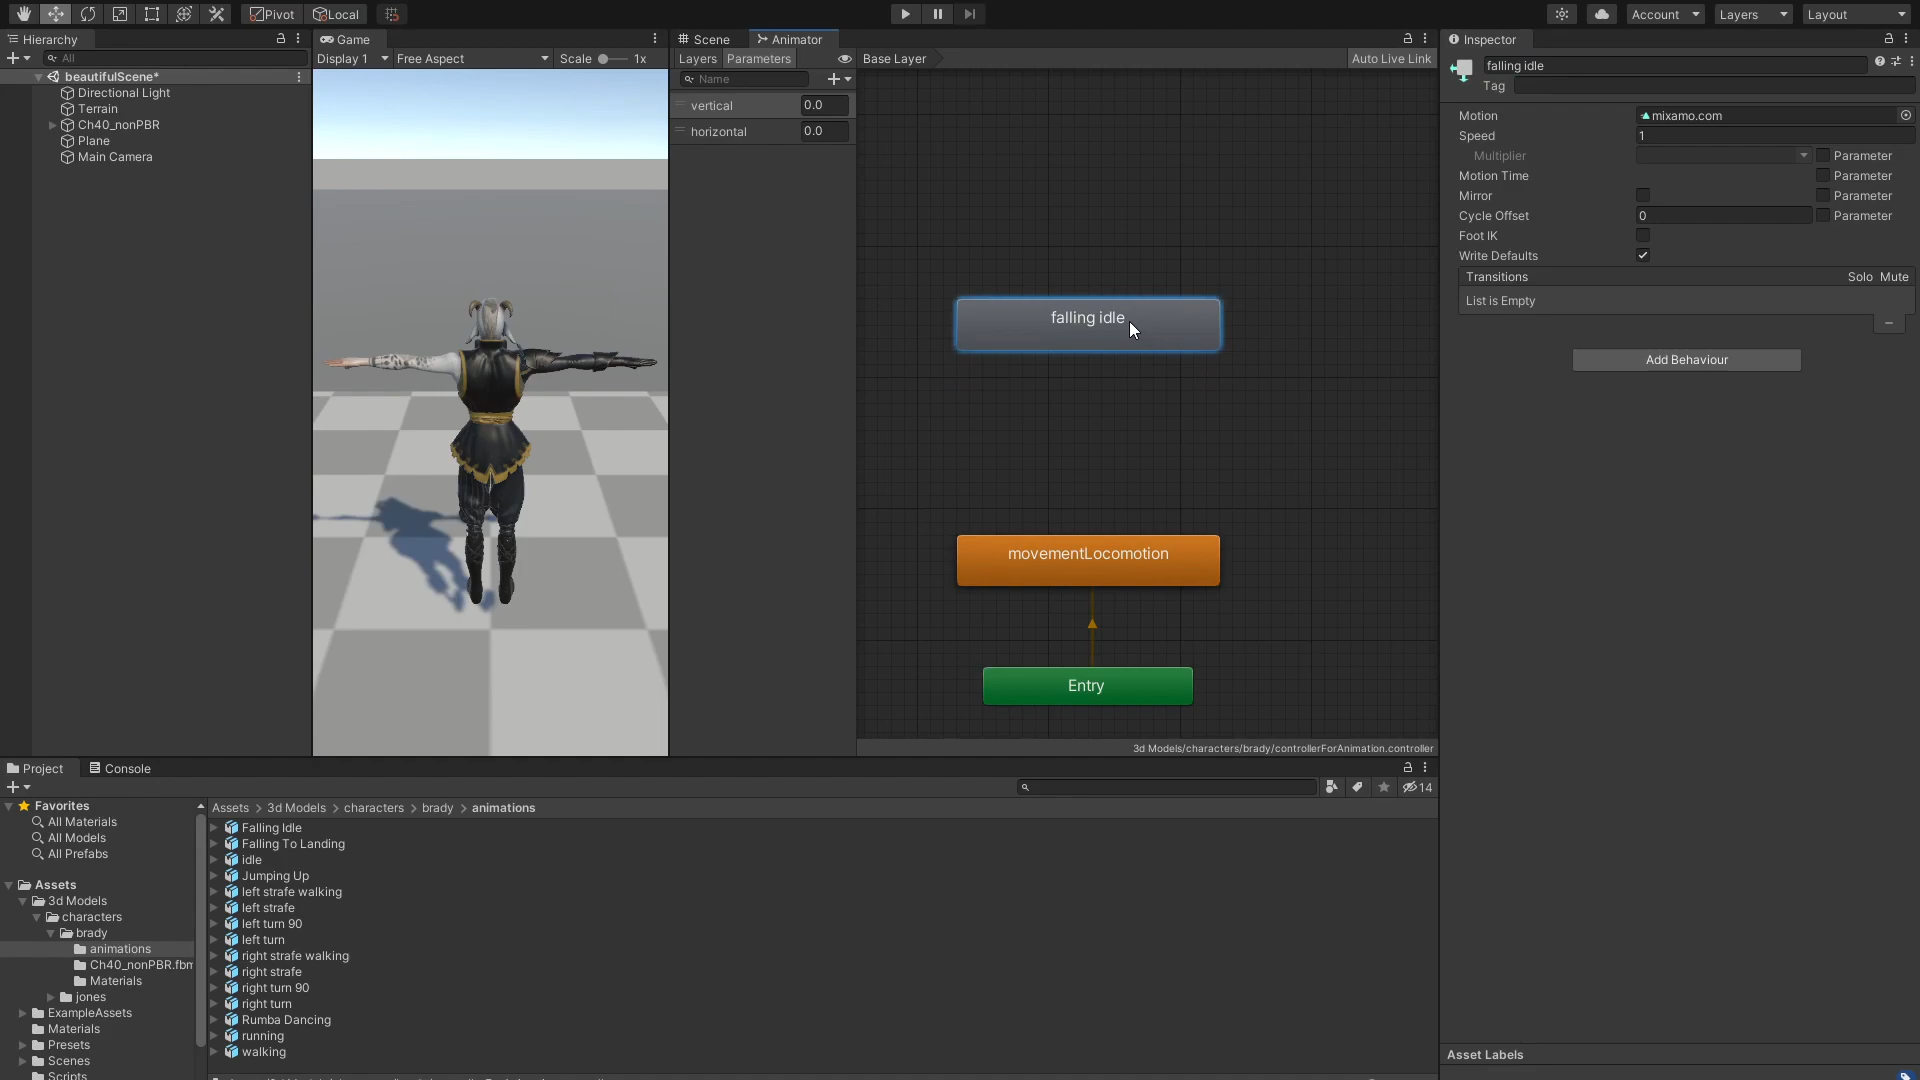 Pivot
Local
Account
Layers
Layout
Hierarchy
All
beautifulScene*
Directional Light
Terrain
Ch40_nonPBR
Plane
Main Camera
Game
Display 1
Free Aspect
Scale
1x
Scene
Animator
Layers
Parameters
Base Layer
Auto Live Link
Name
vertical
0.0
horizontal
0.0
falling idle
movementLocomotion
Entry
3d Models/characters/brady/controllerForAnimation.controller
Inspector
falling idle
Tag
Motion
mixamo.com
Speed
1
Multiplier
Parameter
Motion Time
Parameter
Mirror
Parameter
Cycle Offset
0
Parameter
Foot IK
Write Defaults
Transitions
Solo
Mute
List is Empty
Add Behaviour
Project
Console
14
Favorites
All Materials
All Models
All Prefabs
Assets
3d Models
characters
brady
animations
Ch40_nonPBR.fbm
Materials
jones
ExampleAssets
Materials
Presets
Scenes
Scripts
Assets > 3d Models > characters > brady > animations
Falling Idle
Falling To Landing
idle
Jumping Up
left strafe walking
left strafe
left turn 90
left turn
right strafe walking
right strafe
right turn 90
right turn
Rumba Dancing
running
walking
Asset Labels